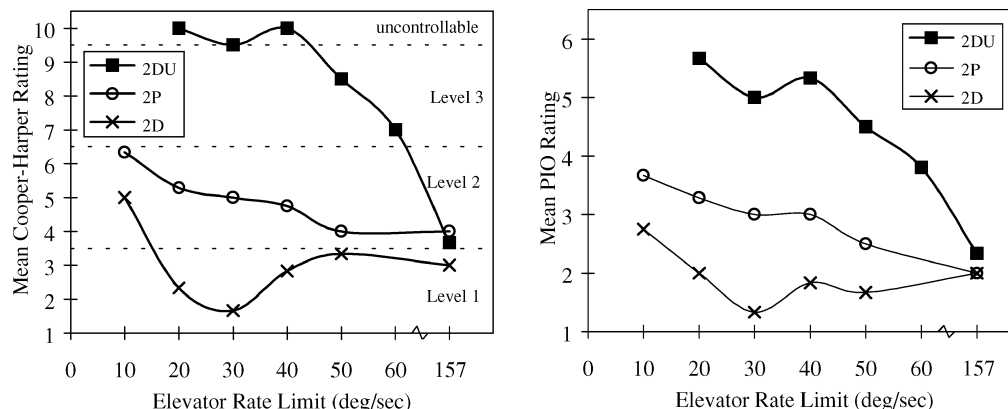 Mean Cooper-Harper Rating
10
9
8
7
6
5
4
3
2
1
uncontrollable
Level 3
Level 2
Level 1
2DU
2P
2D
0 10 20 30 40 50 60 157
Elevator Rate Limit (deg/sec)
Mean PIO Rating
6
5
4
3
2
1
2DU
2P
2D
0 10 20 30 40 50 60 157
Elevator Rate Limit (deg/sec)